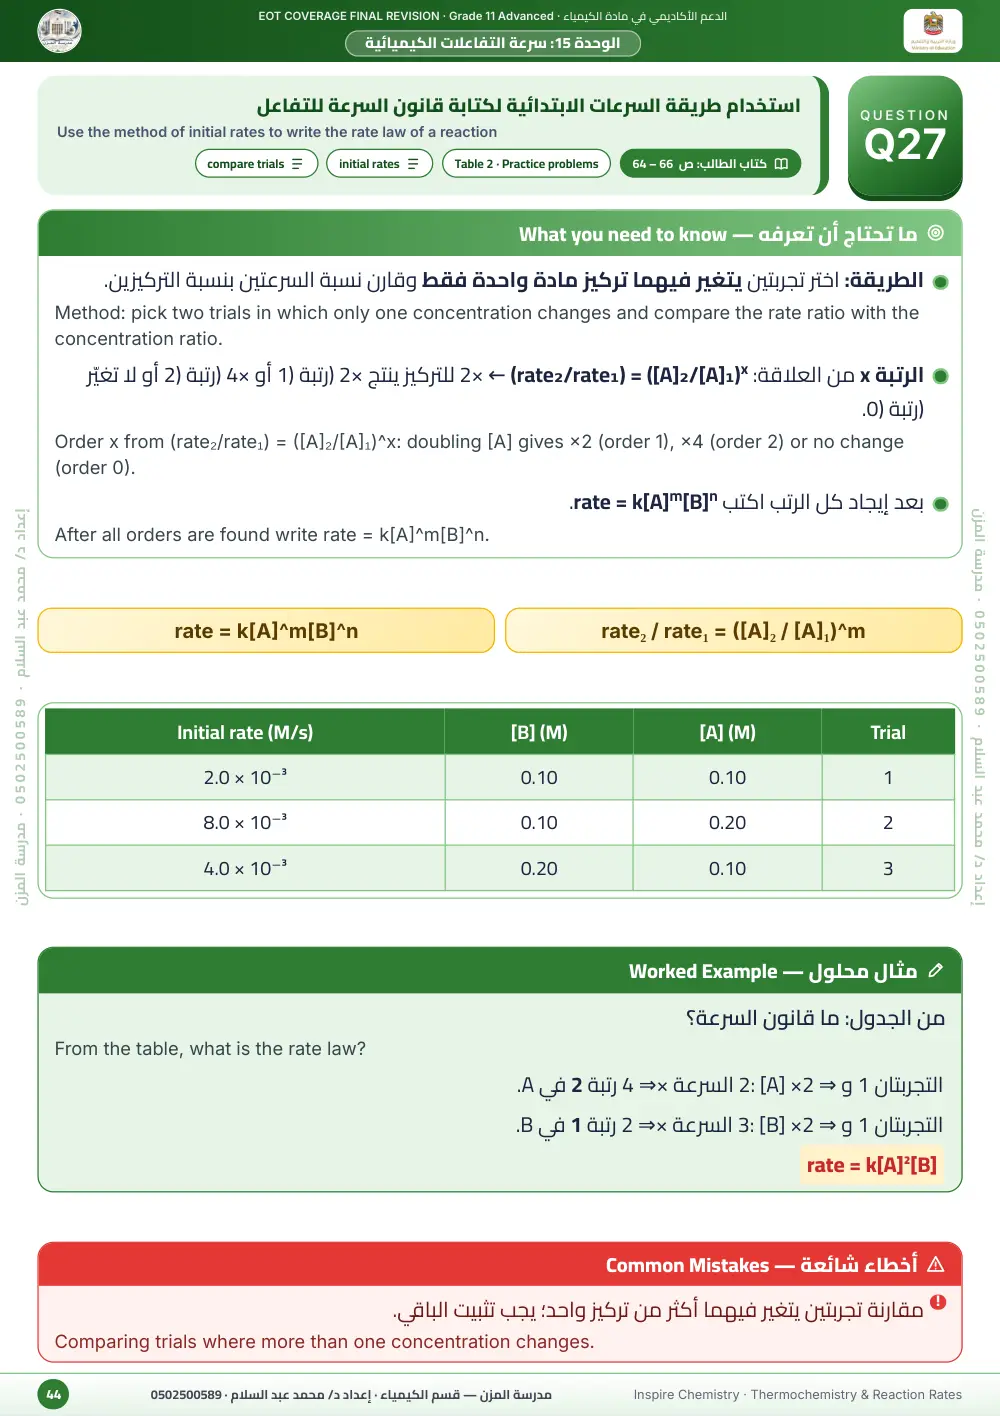 EOT COVERAGE FINAL REVISION · Grade 11 Advanced · الدعم الأكاديمي في مادة الكيمياء
الوحدة 15: سرعة التفاعلات الكيميائية
QUESTION
Q27
استخدام طريقة السرعات الابتدائية لكتابة قانون السرعة للتفاعل
Use the method of initial rates to write the rate law of a reaction
كتاب الطالب: ص 66 – 64
Table 2 · Practice problems
initial rates
compare trials
ما تحتاج أن تعرفه — What you need to know
الطريقة: اختر تجربتين يتغير فيهما تركيز مادة واحدة فقط وقارن نسبة السرعتين بنسبة التركيزين.
Method: pick two trials in which only one concentration changes and compare the rate ratio with the
concentration ratio.
الرتبة x من العلاقة: (rate₂/rate₁) = ([A]₂/[A]₁)ˣ ← ×2 للتركيز ينتج ×2 (رتبة 1) أو ×4 (رتبة 2) أو لا تغيّر
(رتبة 0).
Order x from (rate₂/rate₁) = ([A]₂/[A]₁)^x: doubling [A] gives ×2 (order 1), ×4 (order 2) or no change
(order 0).
بعد إيجاد كل الرتب اكتب rate = k[A]ᵐ[B]ⁿ.
After all orders are found write rate = k[A]^m[B]^n.
rate₂ / rate₁ = ([A]₂ / [A]₁)^m
rate = k[A]^m[B]^n
Initial rate (M/s) [B] (M) [A] (M) Trial
2.0 × 10⁻³ 0.10 0.10 1
8.0 × 10⁻³ 0.10 0.20 2
4.0 × 10⁻³ 0.20 0.10 3
مثال محلول — Worked Example
من الجدول: ما قانون السرعة؟
From the table, what is the rate law?
التجربتان 1 و 2: [A] ×2 ⇒ السرعة ×4 ⇒ رتبة 2 في A.
التجربتان 1 و 3: [B] ×2 ⇒ السرعة ×2 ⇒ رتبة 1 في B.
rate = k[A]²[B]
أخطاء شائعة — Common Mistakes
مقارنة تجربتين يتغير فيهما أكثر من تركيز واحد؛ يجب تثبيت الباقي.
Comparing trials where more than one concentration changes.
44
مدرسة المزن — قسم الكيمياء · إعداد د/ محمد عبد السلام · 0502500589
Inspire Chemistry · Thermochemistry & Reaction Rates
إعداد د/ محمد عبد السلام · 0502500589 · مدرسة المزن
إعداد د/ محمد عبد السلام · 0502500589 · مدرسة المزن